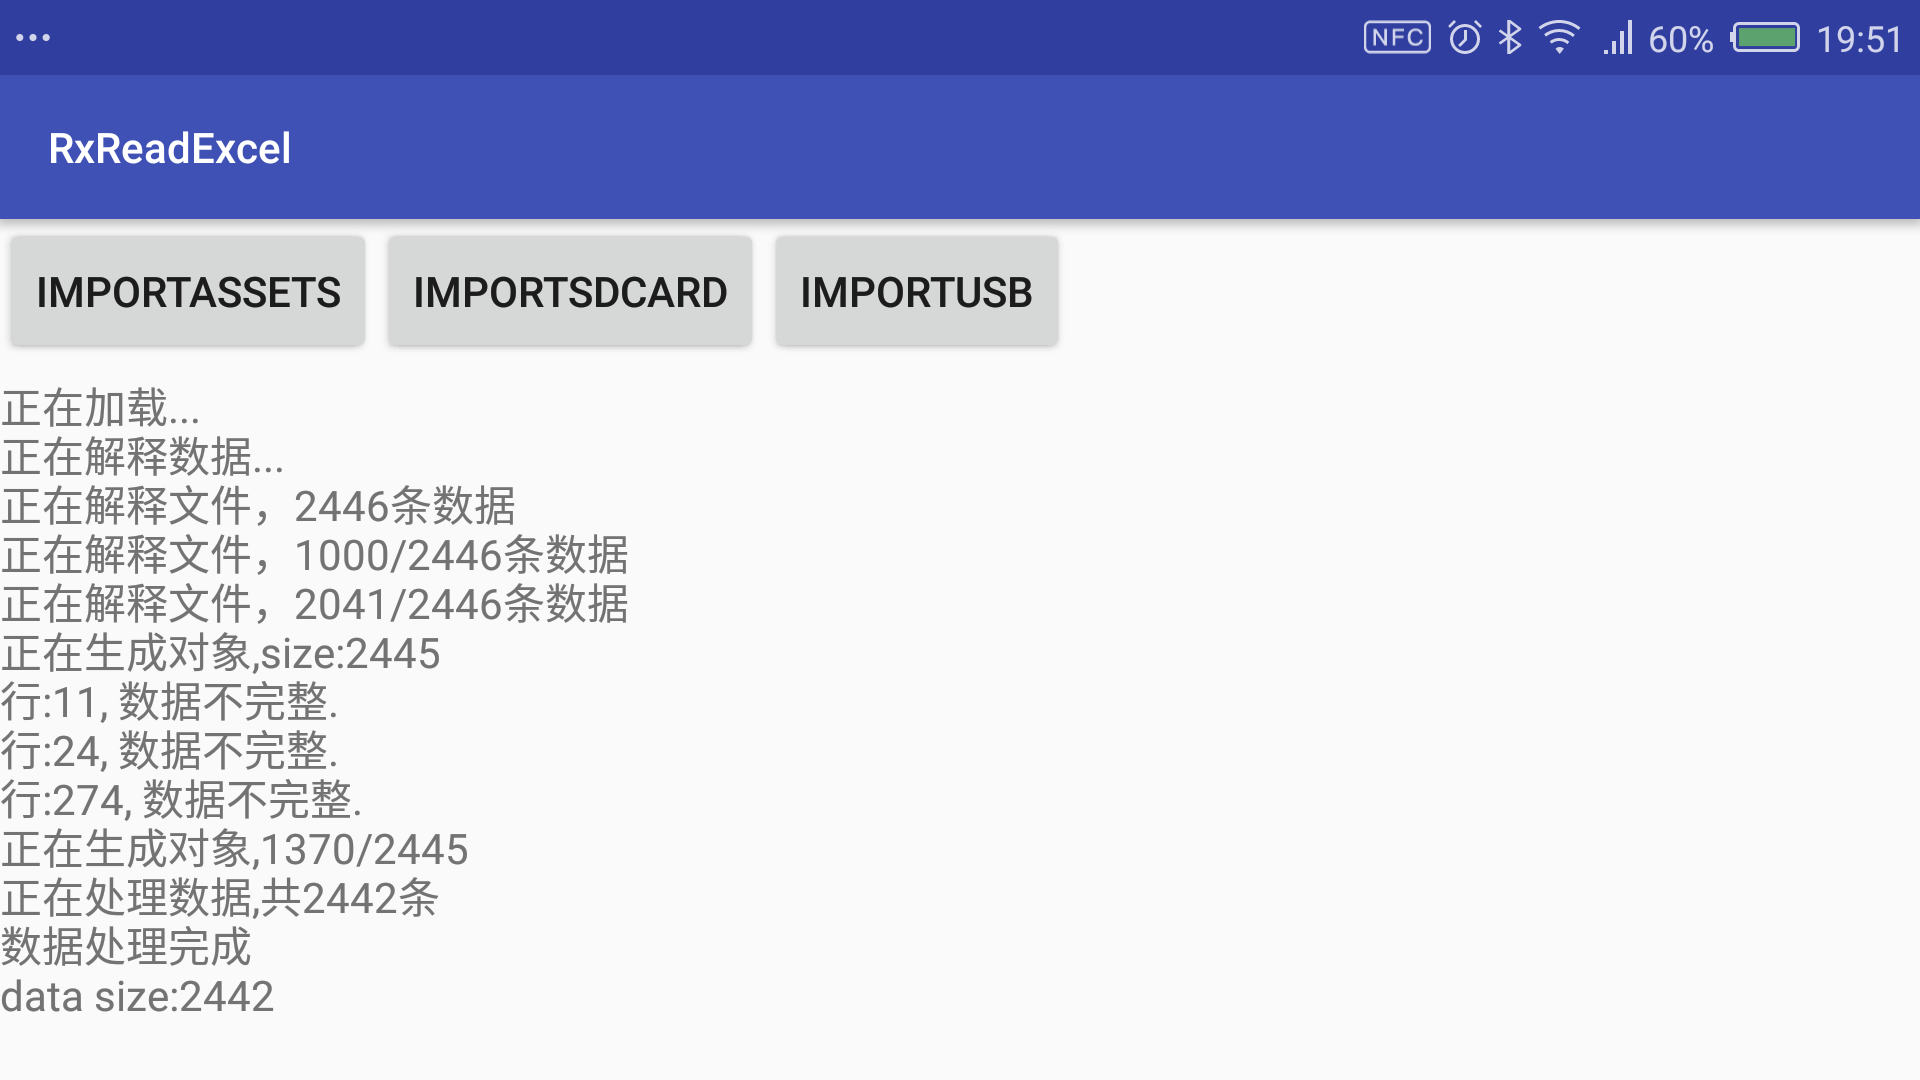 ...
NFC 60% 19:51
RxReadExcel
IMPORTASSETS IMPORTSDCARD IMPORTUSB
正在加载...
正在解释数据...
正在解释文件，2446条数据
正在解释文件，1000/2446条数据
正在解释文件，2041/2446条数据
正在生成对象,size:2445
行:11, 数据不完整.
行:24, 数据不完整.
行:274, 数据不完整.
正在生成对象,1370/2445
正在处理数据,共2442条
数据处理完成
data size:2442